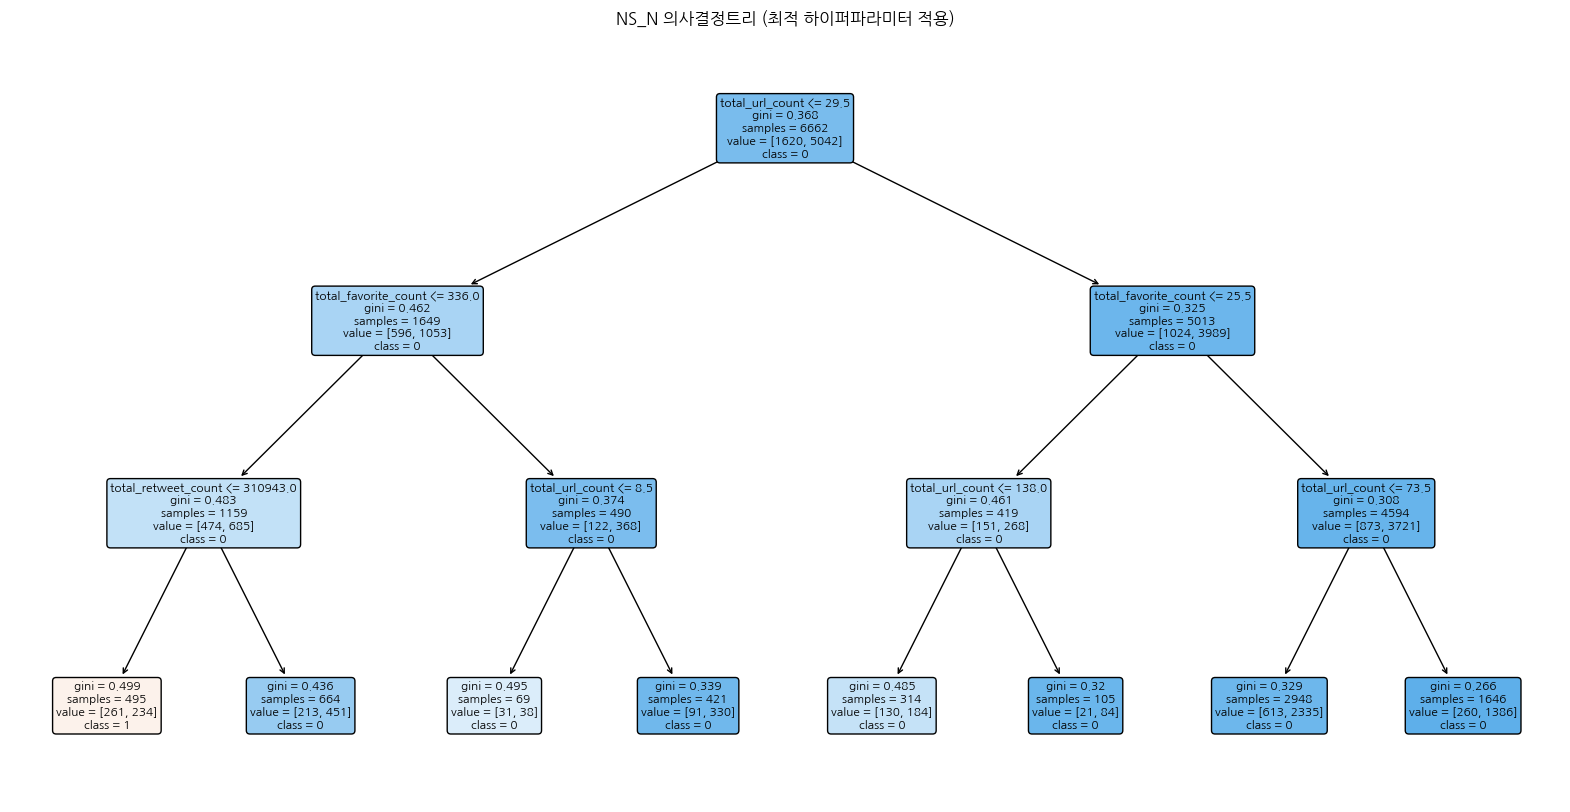 NS_N 의사결정트리 (최적 하이퍼파라미터 적용)
total_url_count <= 29.5
gini = 0.368
samples = 6662
value = [1620, 5042]
class = 0
total_favorite_count <= 336.0
gini = 0.462
samples = 1649
value = [596, 1053]
class = 0
total_favorite_count <= 25.5
gini = 0.325
samples = 5013
value = [1024, 3989]
class = 0
total_retweet_count <= 310943.0
gini = 0.483
samples = 1159
value = [474, 685]
class = 0
total_url_count <= 8.5
gini = 0.374
samples = 490
value = [122, 368]
class = 0
total_url_count <= 138.0
gini = 0.461
samples = 419
value = [151, 268]
class = 0
total_url_count <= 73.5
gini = 0.308
samples = 4594
value = [873, 3721]
class = 0
gini = 0.499
samples = 495
value = [261, 234]
class = 1
gini = 0.436
samples = 664
value = [213, 451]
class = 0
gini = 0.495
samples = 69
value = [31, 38]
class = 0
gini = 0.339
samples = 421
value = [91, 330]
class = 0
gini = 0.485
samples = 314
value = [130, 184]
class = 0
gini = 0.32
samples = 105
value = [21, 84]
class = 0
gini = 0.329
samples = 2948
value = [613, 2335]
class = 0
gini = 0.266
samples = 1646
value = [260, 1386]
class = 0